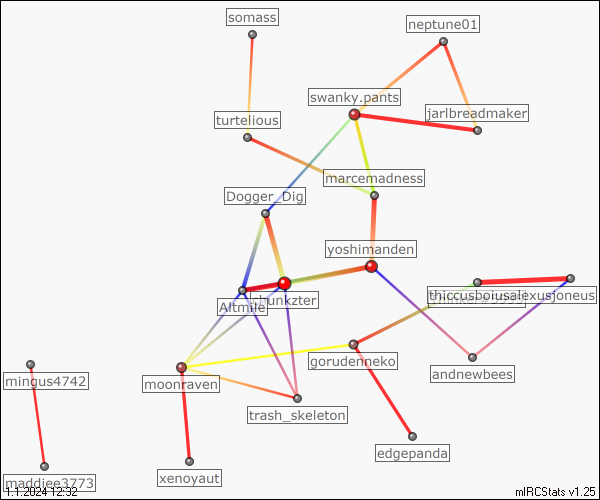 somass
neptune01
swanky.pants
jarlbreadmaker
turtelious
marcemadness
Dogger_Dig
yoshimanden
Altmile
chunkzter
thiccusboiusalexusjoneus
gorudenneko
andnewbees
mingus4742
moonraven
trash_skeleton
edgepanda
xenoyaut
maddiee3773
1.1.2024 12:32
mIRCStats v1.25